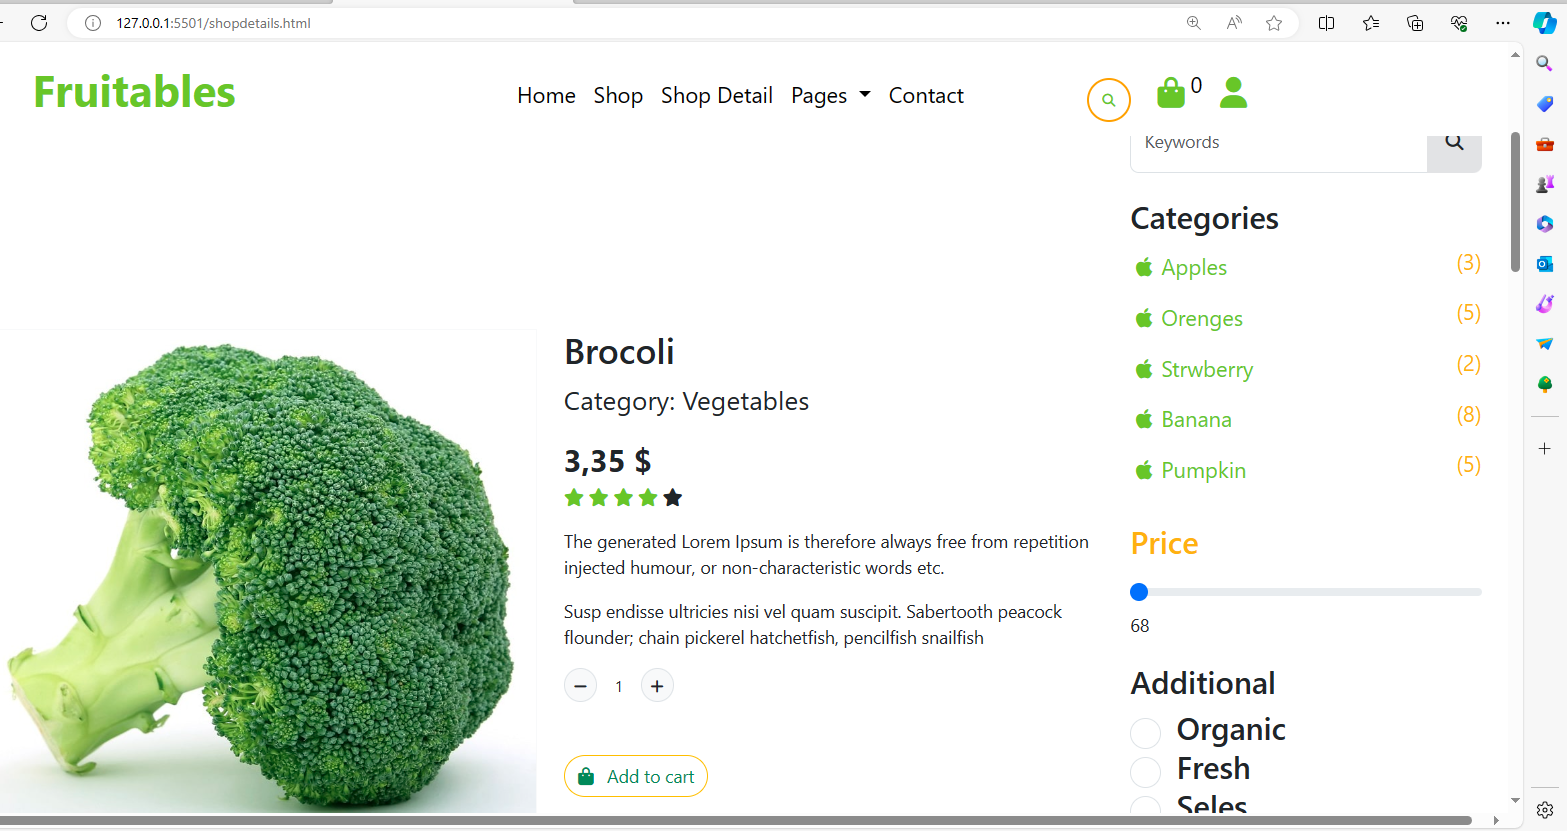 127.0.0.1:5501/shopdetails.html
Fruitables
Home Shop Shop Detail Pages Contact
0
Keywords
Categories
Apples (3)
Orenges (5)
Strwberry (2)
Banana (8)
Pumpkin (5)
Price
68
Additional
Organic
Fresh
Seles
Brocoli
Category: Vegetables
3,35 $
The generated Lorem Ipsum is therefore always free from repetition
injected humour, or non-characteristic words etc.
Susp endisse ultricies nisi vel quam suscipit. Sabertooth peacock
flounder; chain pickerel hatchetfish, pencilfish snailfish
1
Add to cart